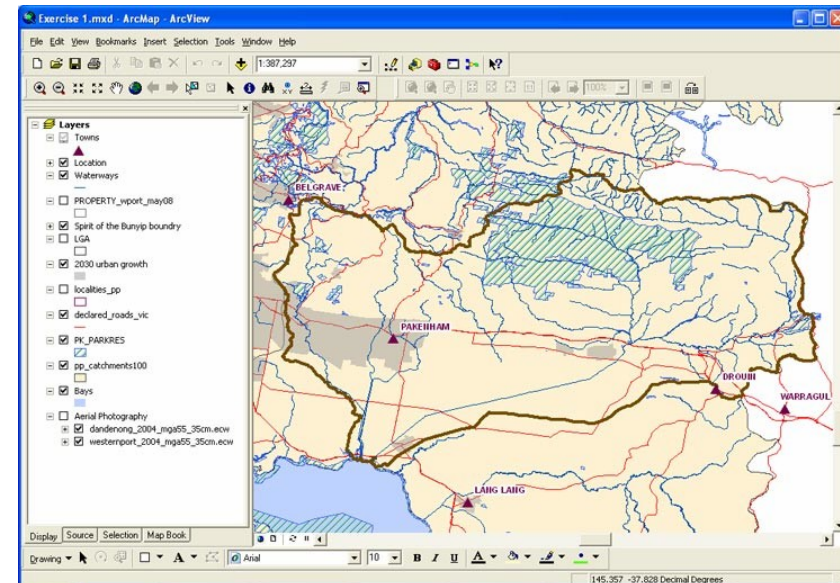 Exercise 1.mxd - ArcMap - ArcView
File Edit View Bookmarks Insert Selection Tools Window Help
1:387,297
100%
Layers
Towns
Location
Waterways
PROPERTY_wport_may08
Spirit of the Bunyip boundry
LGA
2030 urban growth
localities_pp
declared_roads_vic
PK_PARKRES
pp_catchments100
Bays
Aerial Photography
dandenong_2004_mga55_35cm.ecw
westernport_2004_mga55_35cm.ecw
BELGRAVE
PAKENHAM
DROUIN
WARRAGUL
LANG LANG
Display Source Selection Map Book
Drawing A Arial 10 B I U A
145.357 -37.828 Decimal Degrees